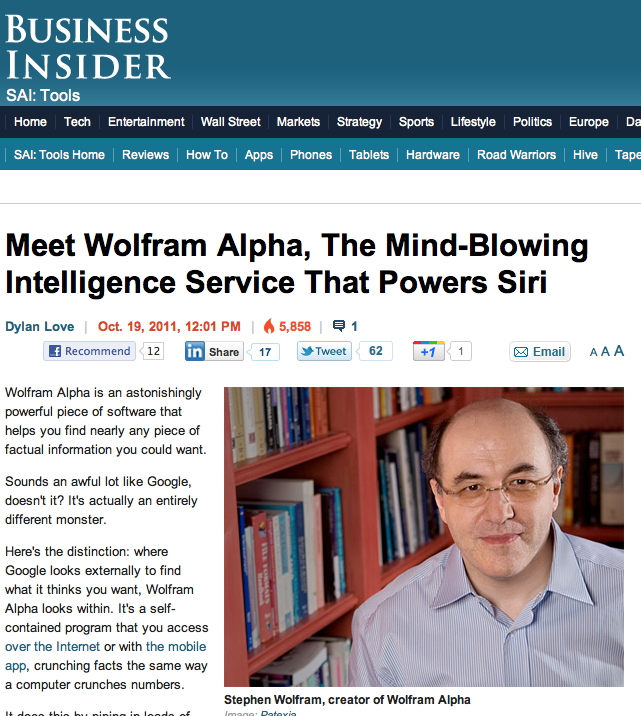 BUSINESS
INSIDER
SAI: Tools
Home Tech Entertainment Wall Street Markets Strategy Sports Lifestyle Politics Europe Da
SAI: Tools Home Reviews How To Apps Phones Tablets Hardware Road Warriors Hive Tape
Meet Wolfram Alpha, The Mind-Blowing
Intelligence Service That Powers Siri
Dylan Love | Oct. 19, 2011, 12:01 PM | 5,858 | 1
Recommend 12 in Share 17 Tweet 62 +1 1 Email A A A
Wolfram Alpha is an astonishingly
powerful piece of software that
helps you find nearly any piece of
factual information you could want.
Sounds an awful lot like Google,
doesn't it? It's actually an entirely
different monster.
Here's the distinction: where
Google looks externally to find
what it thinks you want, Wolfram
Alpha looks within. It's a self-
contained program that you access
over the Internet or with the mobile
app, crunching facts the same way
a computer crunches numbers.
It does this by piping in loads of
Stephen Wolfram, creator of Wolfram Alpha
Image: Patexia